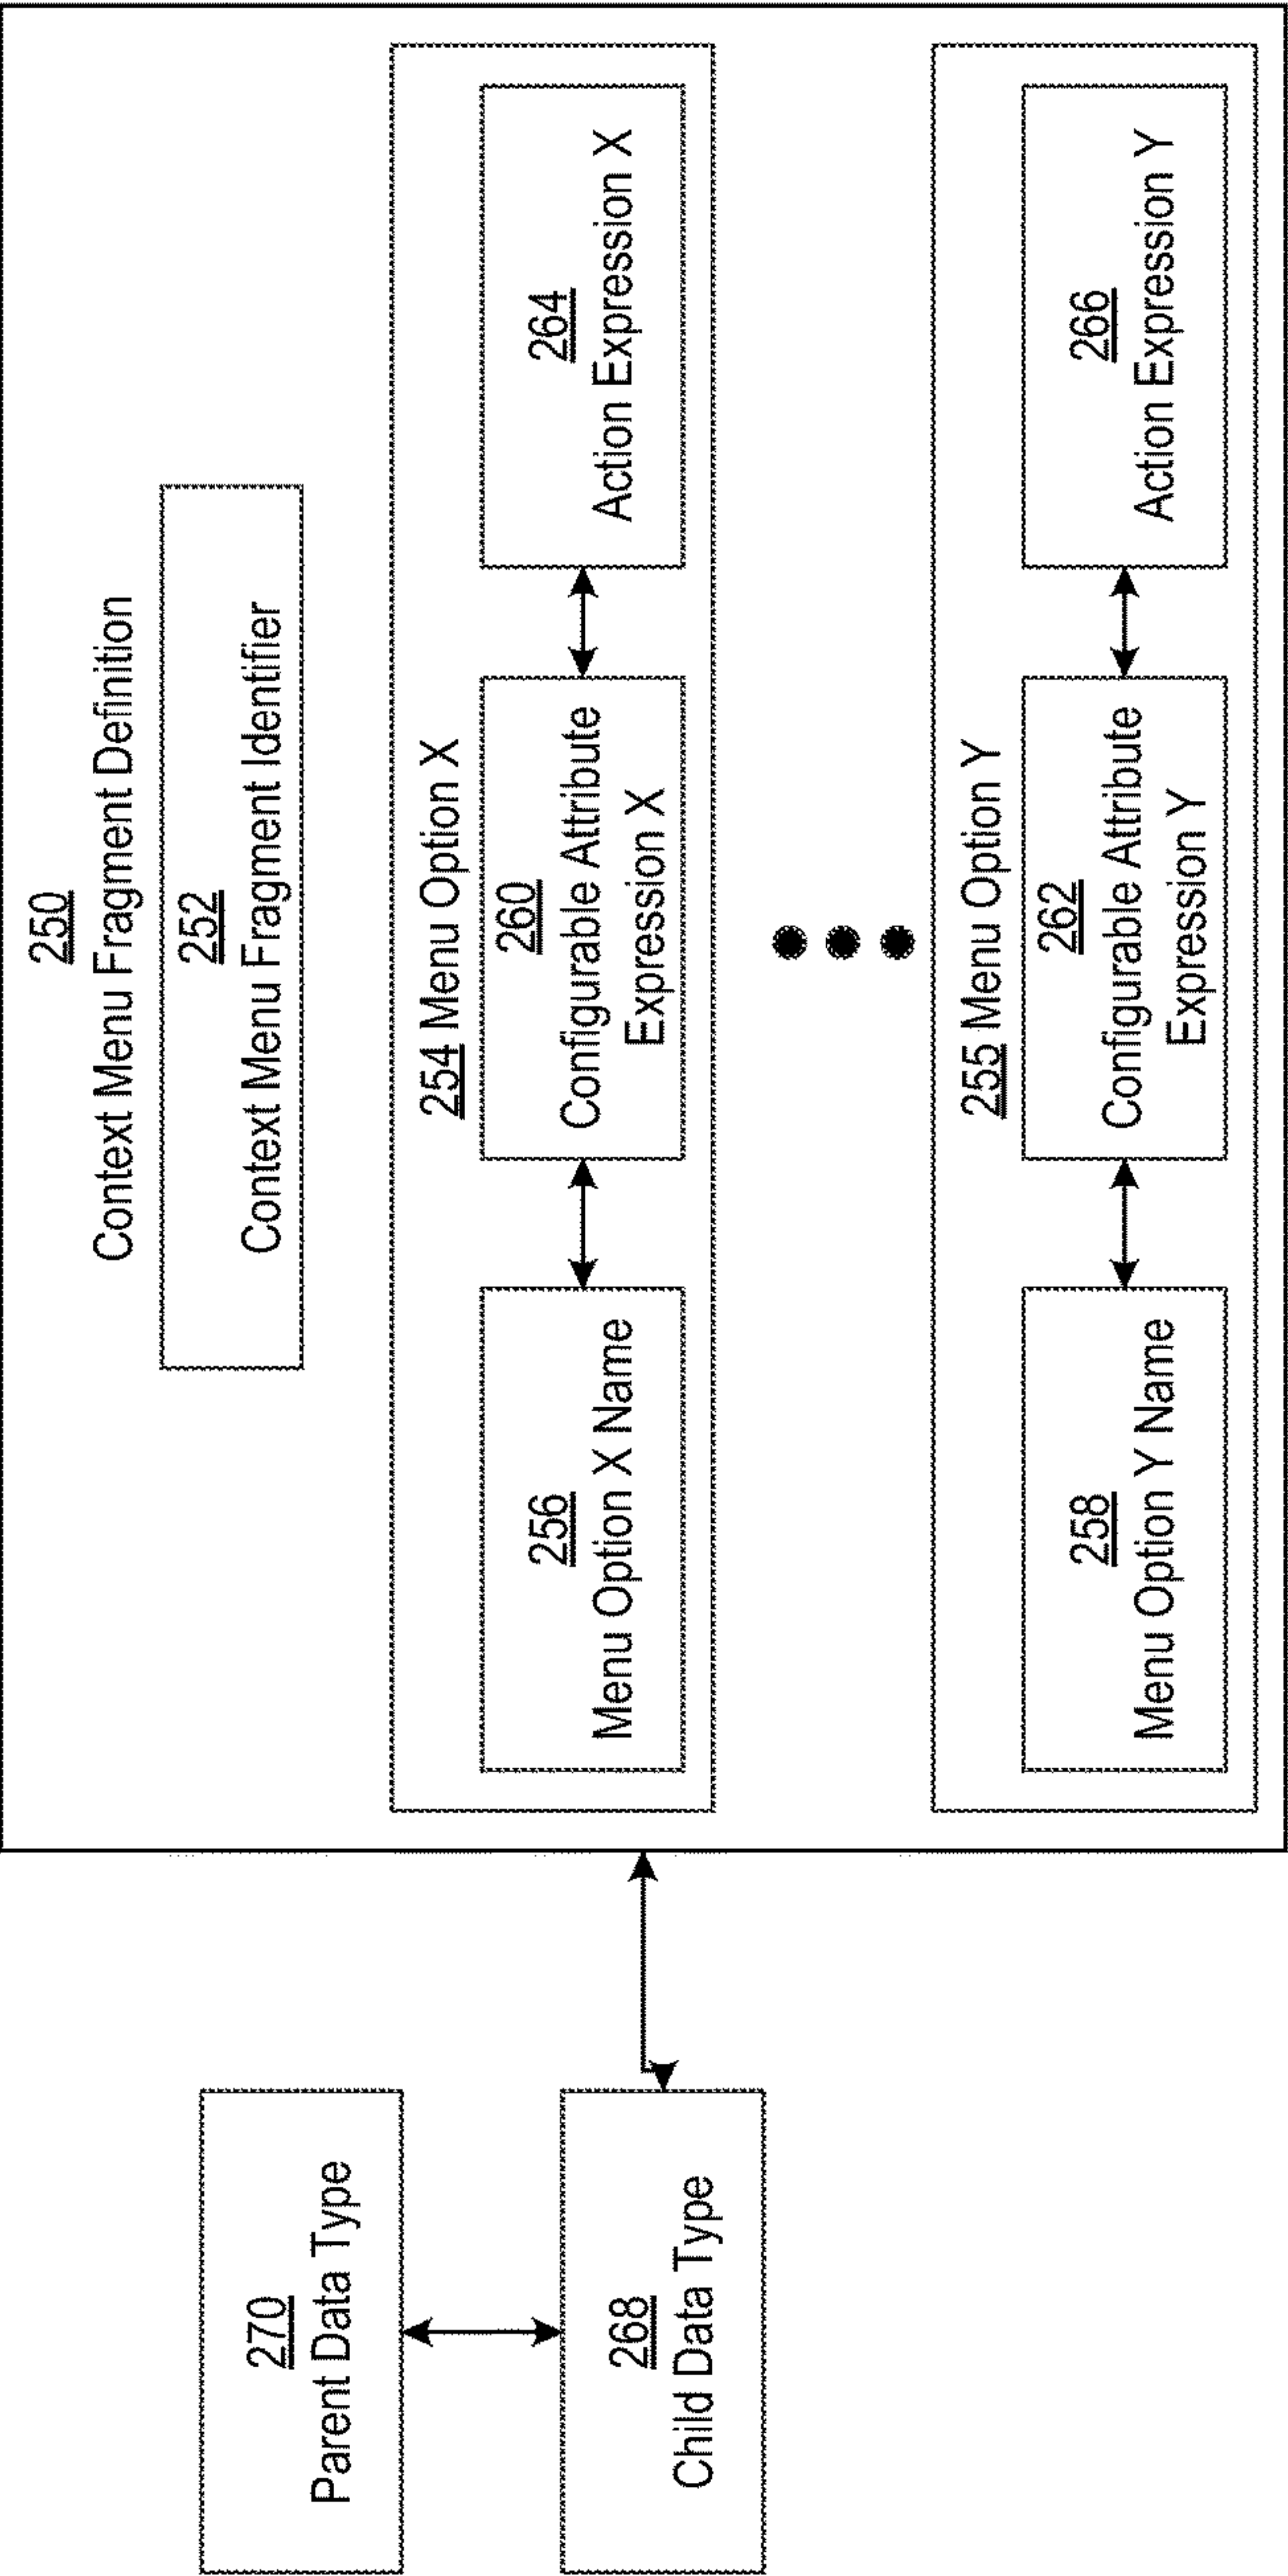 250
Context Menu Fragment Definition
252
Context Menu Fragment Identifier
270
Parent Data Type
268
Child Data Type
254 Menu Option X
256
Menu Option X Name
260
Configurable Attribute
Expression X
264
Action Expression X
255 Menu Option Y
258
Menu Option Y Name
262
Configurable Attribute
Expression Y
266
Action Expression Y